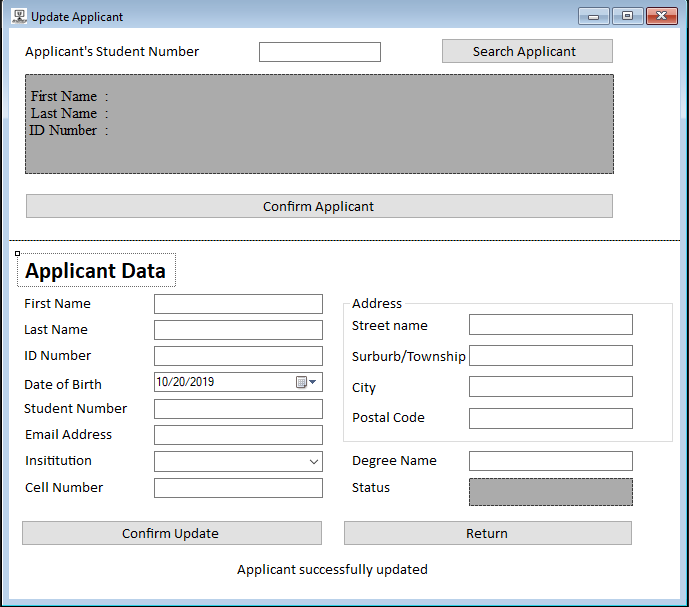 Update Applicant
Applicant's Student Number
Search Applicant
First Name :
Last Name :
ID Number :
Confirm Applicant
Applicant Data
First Name
Last Name
ID Number
Date of Birth 10/20/2019
Student Number
Email Address
Insititution
Cell Number
Address
Street name
Surburb/Township
City
Postal Code
Degree Name
Status
Confirm Update
Return
Applicant successfully updated